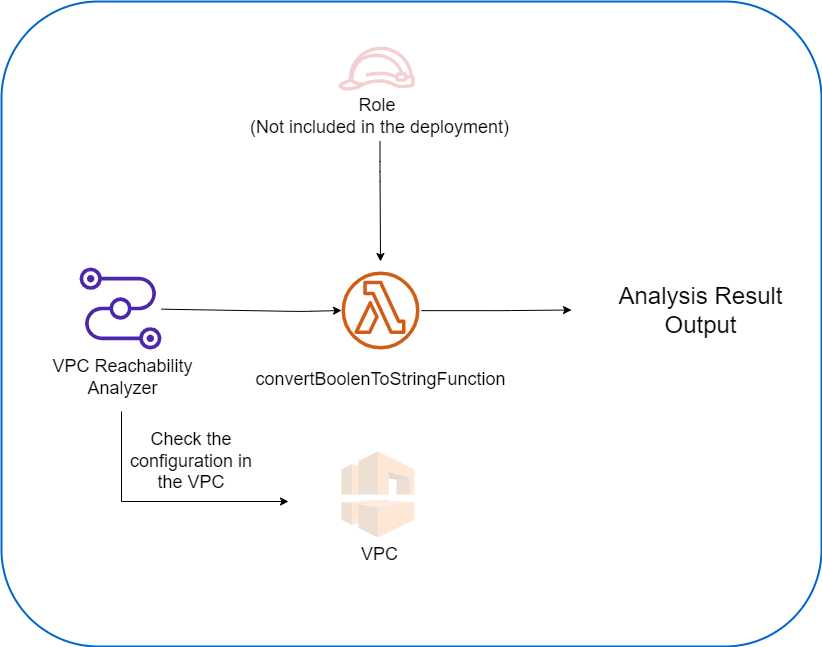 Role
(Not included in the deployment)
VPC Reachability
Analyzer
convertBoolenToStringFunction
Analysis Result
Output
Check the
configuration in
the VPC
VPC